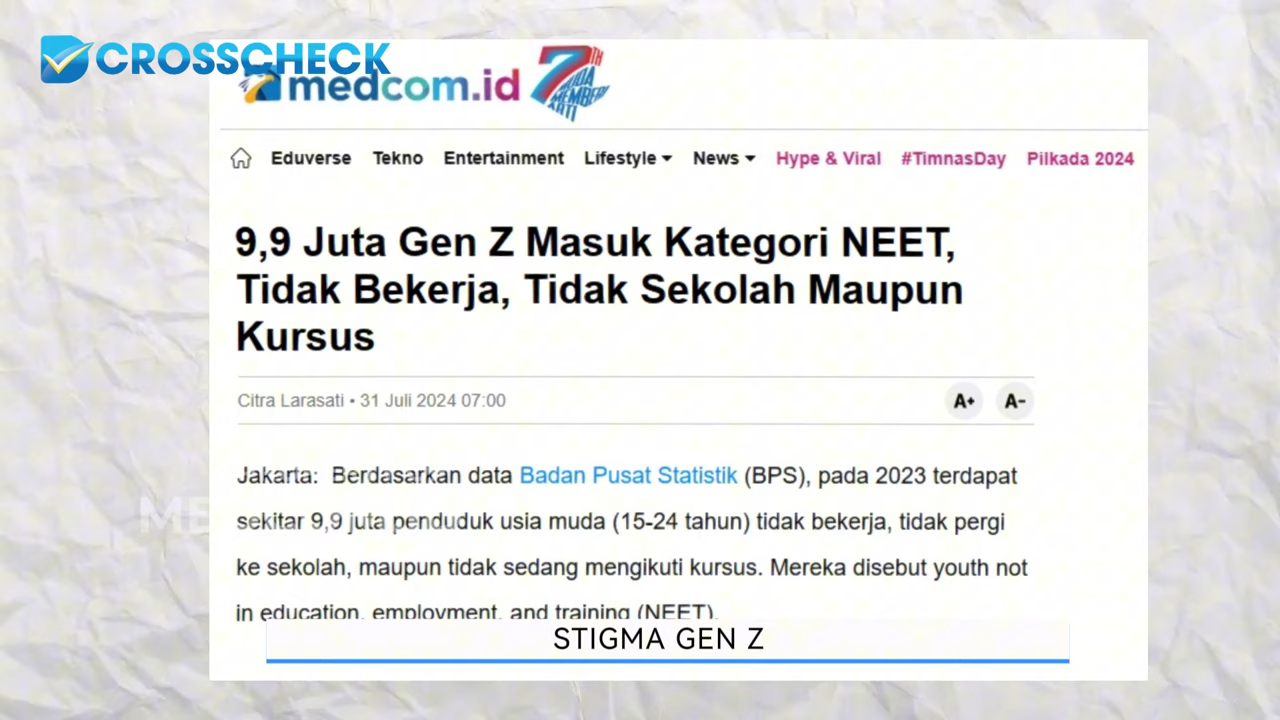 CROSSCHECK
medcom.id 7TH
MUDA
MEMBERI
ARTI
Eduverse Tekno Entertainment Lifestyle News Hype & Viral #TimnasDay Pilkada 2024
9,9 Juta Gen Z Masuk Kategori NEET,
Tidak Bekerja, Tidak Sekolah Maupun
Kursus
Citra Larasati • 31 Juli 2024 07:00 A+ A-
Jakarta: Berdasarkan data Badan Pusat Statistik (BPS), pada 2023 terdapat
sekitar 9,9 juta penduduk usia muda (15-24 tahun) tidak bekerja, tidak pergi
ke sekolah, maupun tidak sedang mengikuti kursus. Mereka disebut youth not
in education, employment, and training (NEET).
STIGMA GEN Z